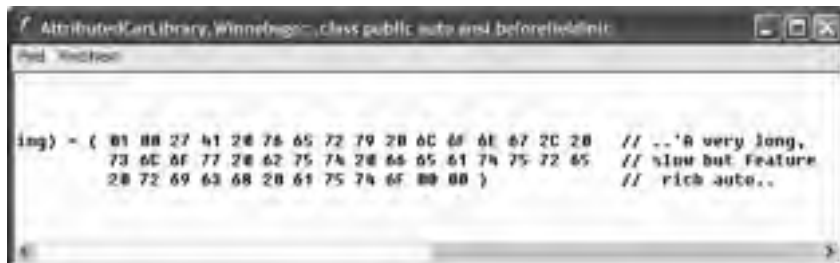 AttributedCarLibrary.Winnebago::.class public auto ansi beforefieldinit
Find Find Next
ing) = ( 01 00 27 41 20 76 65 72 79 20 6C 6F 6E 67 2C 20 // ..'A very long,
73 6C 6F 77 20 62 75 74 20 66 65 61 74 75 72 65 // slow but feature
20 72 69 63 68 20 61 75 74 6F 00 00 ) // rich auto..